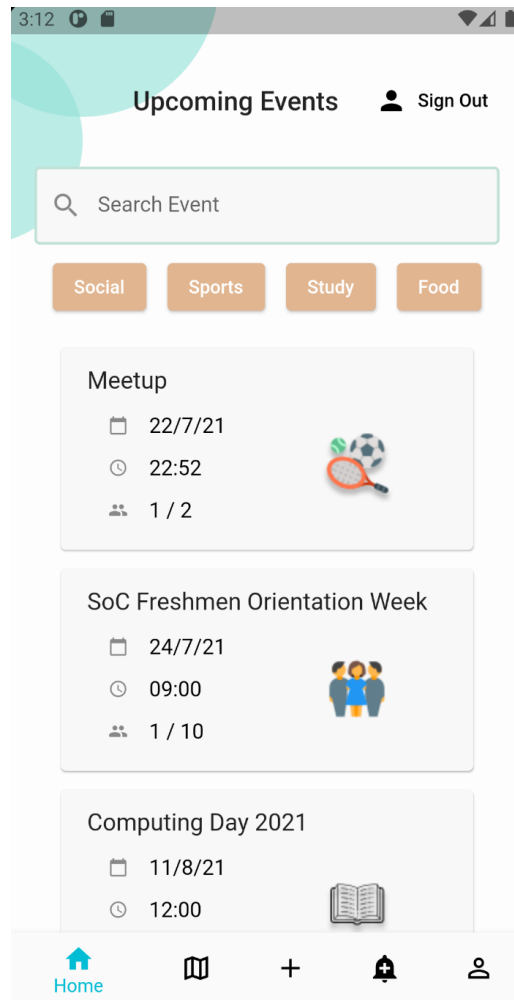 3:12
Upcoming Events
Sign Out
Search Event
Social Sports Study Food
Meetup
22/7/21
22:52
1 / 2
SoC Freshmen Orientation Week
24/7/21
09:00
1 / 10
Computing Day 2021
11/8/21
12:00
Home